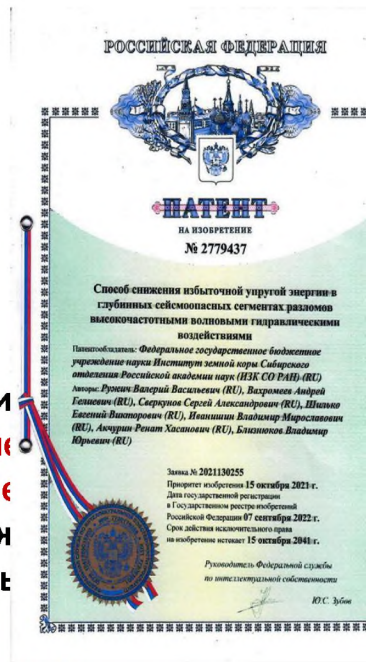 РОССИЙСКАЯ ФЕДЕРАЦИЯ
ПАТЕНТ
НА ИЗОБРЕТЕНИЕ
№ 2779437
Способ снижения избыточной упругой энергии в
глубинных сейсмоопасных сегментах разломов
высокочастотными волновыми гидравлическими
воздействиями
Патентообладатель: Федеральное государственное бюджетное
учреждение науки Институт земной коры Сибирского
отделения Российской академии наук (ИЗК СО РАН) (RU)
Авторы: Ружич Валерий Васильевич (RU), Вахромеев Андрей
Гелиевич (RU), Сверкунов Сергей Александрович (RU), Шилько
Евгений Викторович (RU), Иванишин Владимир Мирославович
(RU), Акчурин Ренат Хасанович (RU), Близнюков Владимир
Юрьевич (RU)
Заявка № 2021130255
Приоритет изобретения 15 октября 2021 г.
Дата государственной регистрации
в Государственном реестре изобретений
Российской Федерации 07 сентября 2022 г.
Срок действия исключительного права
на изобретение истекает 15 октября 2041 г.
Руководитель Федеральной службы
по интеллектуальной собственности
Ю.С. Зубов